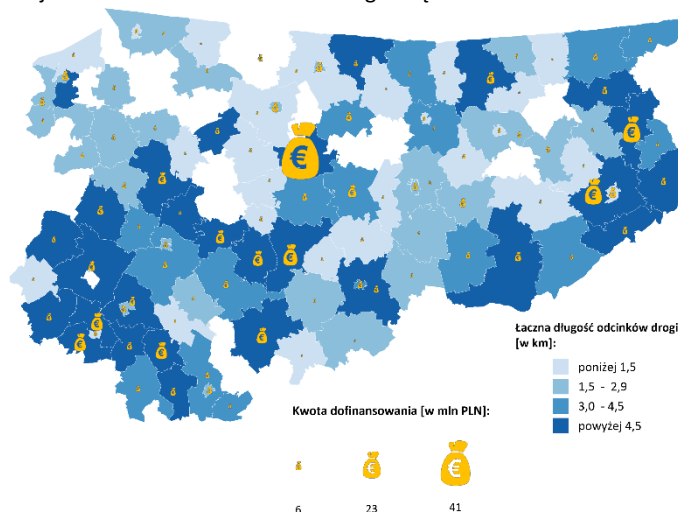 Łączna długość odcinków drogi
[w km]:
poniżej 1,5
1,5 - 2,9
3,0 - 4,5
powyżej 4,5
Kwota dofinansowania [w mln PLN]:
6 23 41